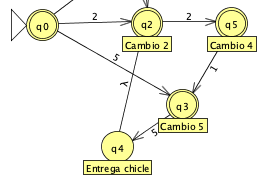 q0
2
q2
2
q5
Cambio 2
Cambio 4
5
1
λ
q3
Cambio 5
5
q4
Entrega chicle